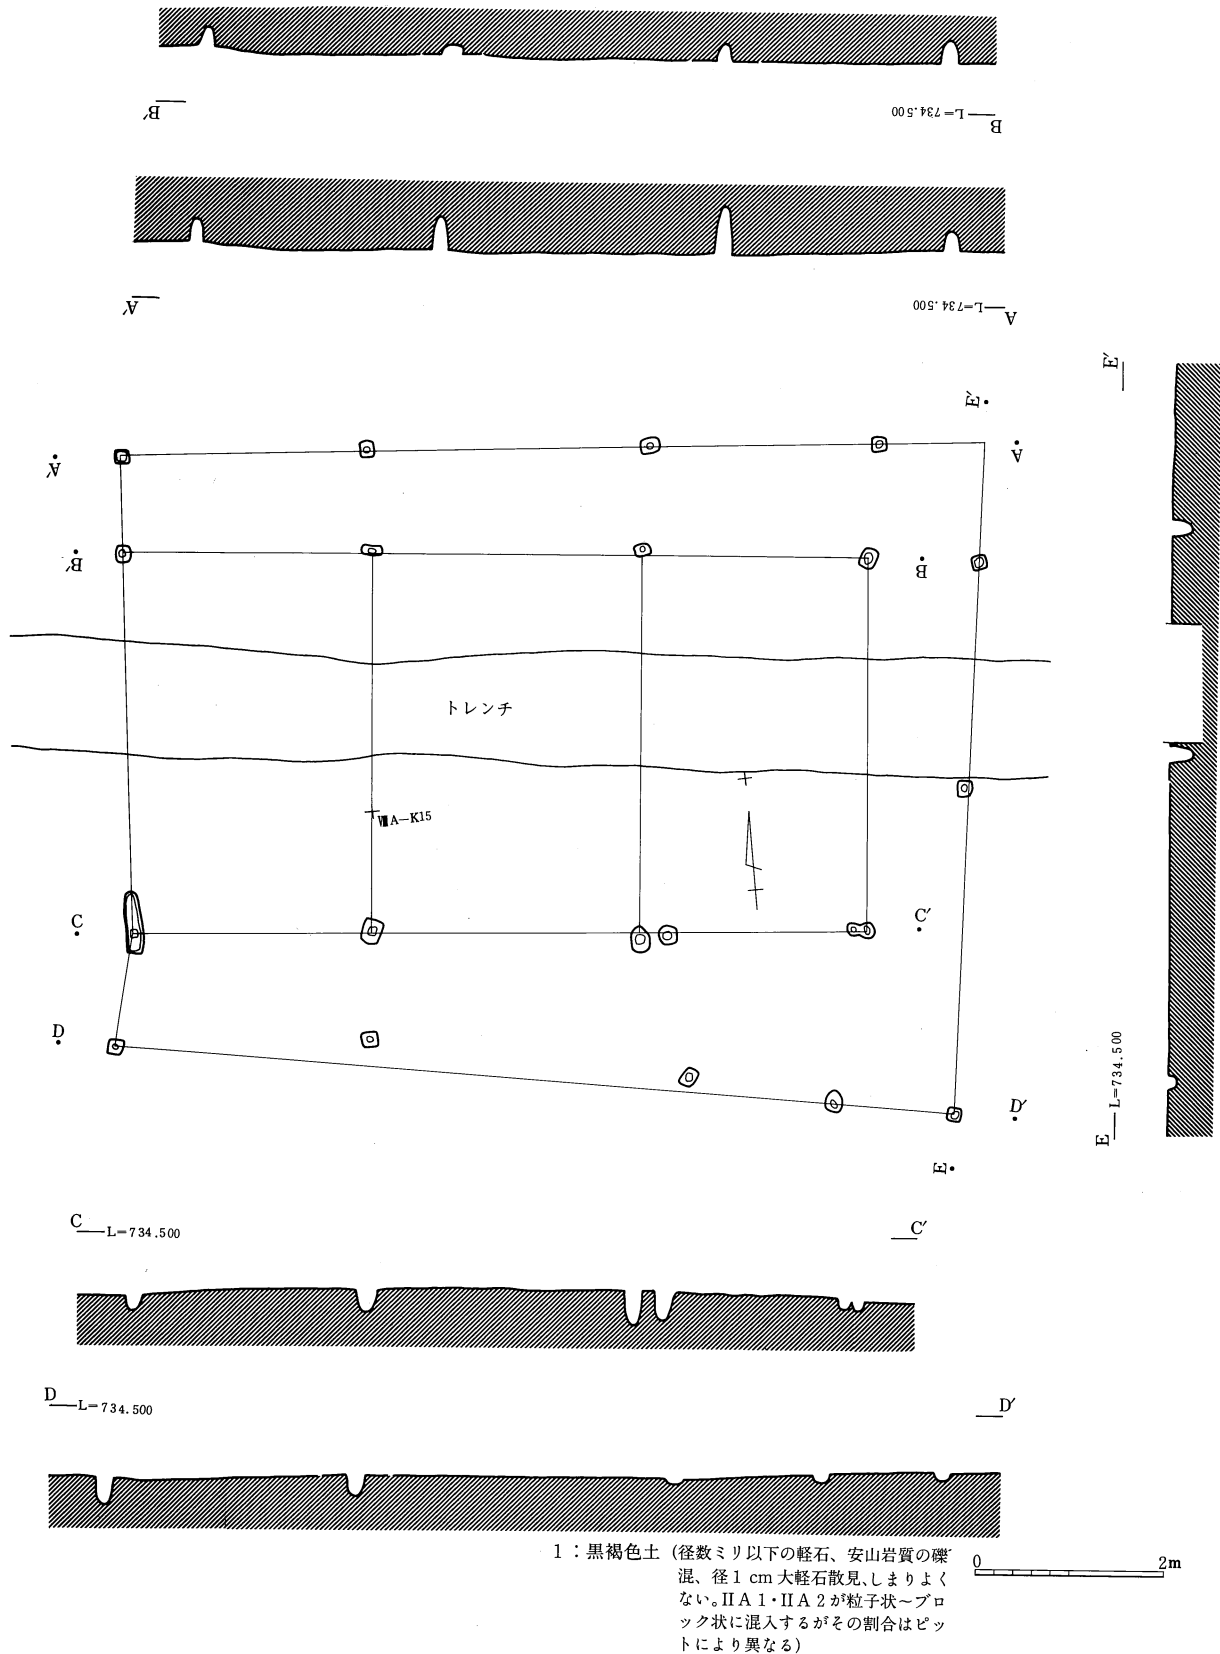 B′
L=734.500
B
A′
L=734.500
A
E′
E′
A′
A
B′
B
トレンチ
ⅧA-K15
C
C′
D
D′
E
E
L=734.500
C
L=734.500
C′
D
L=734.500
D′
1：黒褐色土（径数ミリ以下の軽石、安山岩質の礫
混、径1cm大軽石散見、しまりよく
ない。ⅡA1・ⅡA2が粒子状～ブロ
ック状に混入するがその割合はピッ
トにより異なる）
0
2m